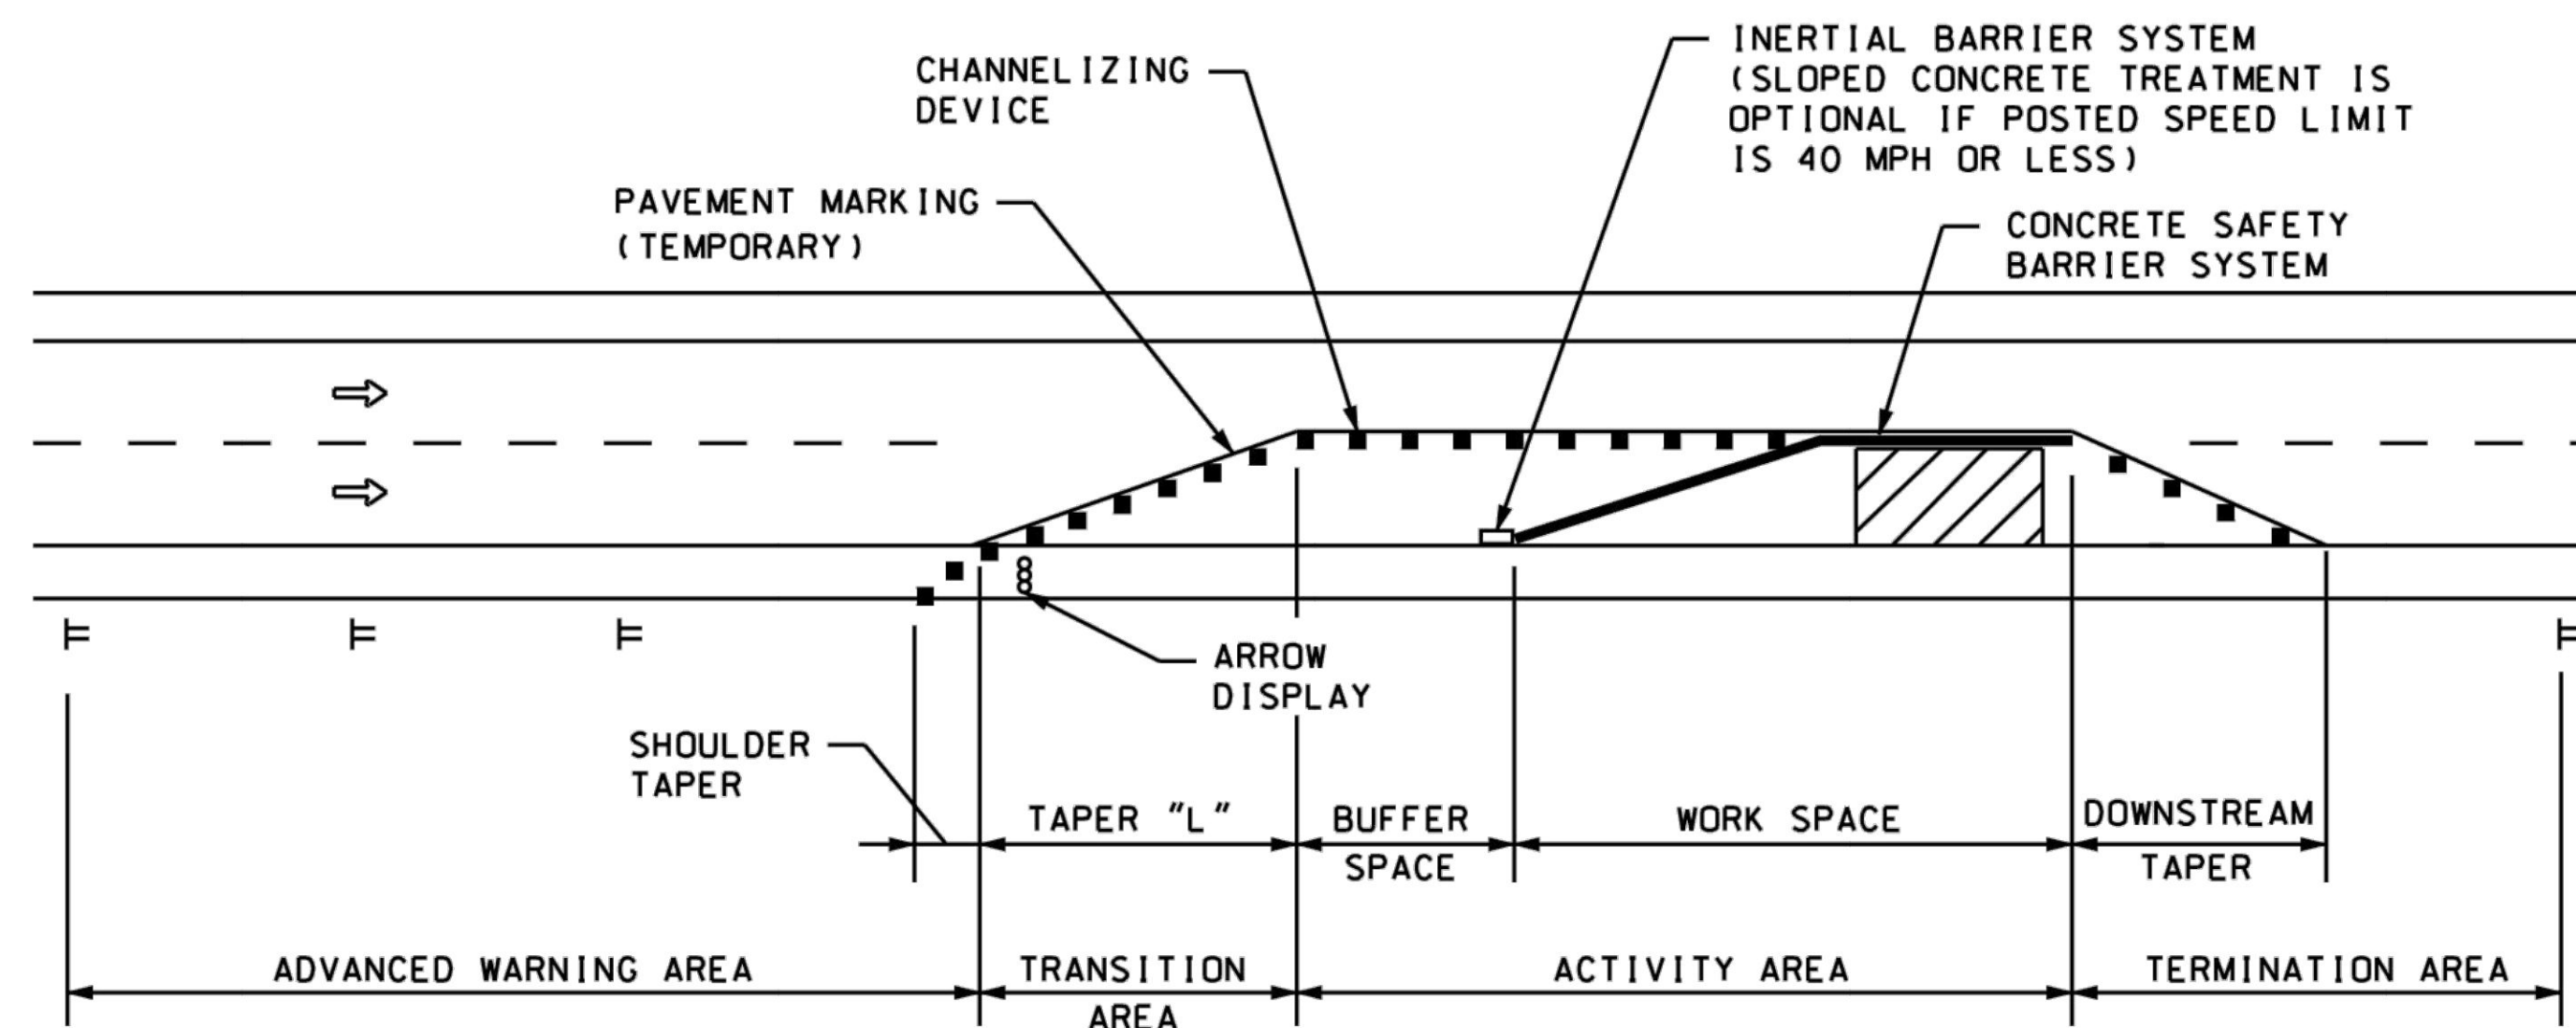 INERTIAL BARRIER SYSTEM
(SLOPED CONCRETE TREATMENT IS
OPTIONAL IF POSTED SPEED LIMIT
IS 40 MPH OR LESS)
CHANNELIZING
DEVICE
PAVEMENT MARKING
(TEMPORARY)
CONCRETE SAFETY
BARRIER SYSTEM
ARROW
DISPLAY
SHOULDER
TAPER
TAPER "L"
BUFFER
SPACE
WORK SPACE
DOWNSTREAM
TAPER
ADVANCED WARNING AREA
TRANSITION
AREA
ACTIVITY AREA
TERMINATION AREA